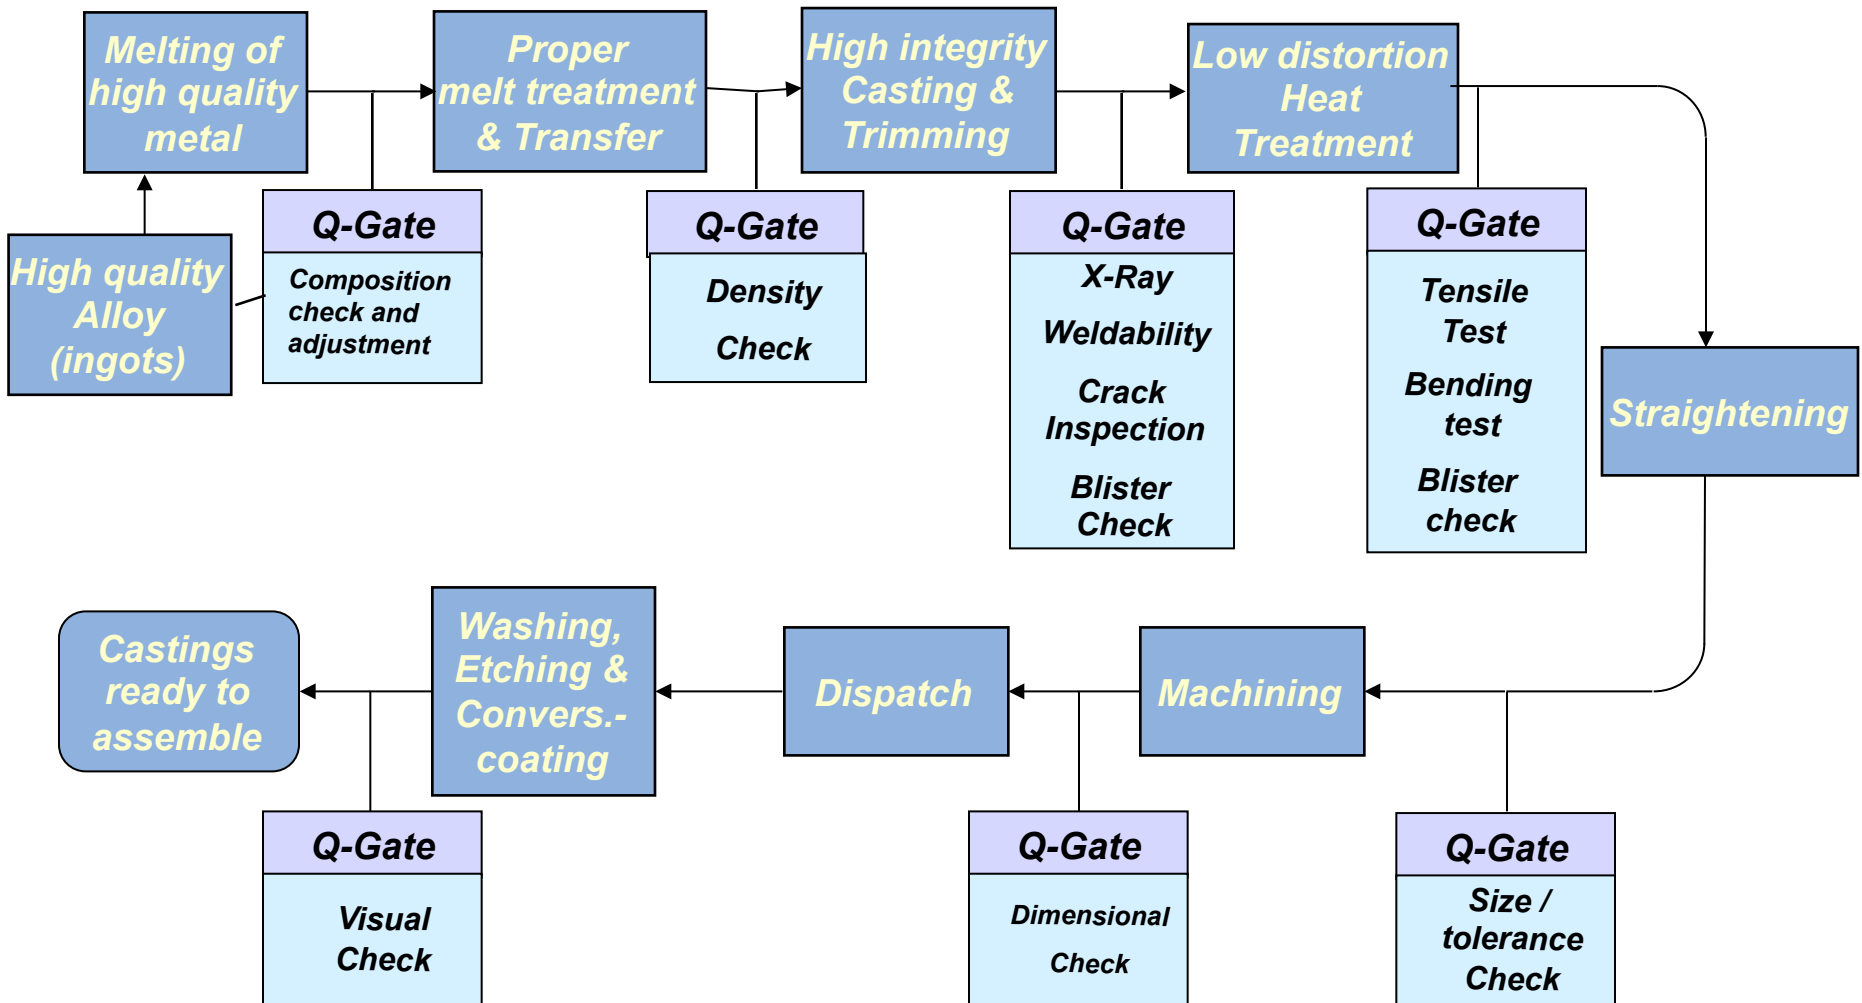 Melting of
high quality
metal
Proper
melt treatment
& Transfer
High integrity
Casting &
Trimming
Low distortion
Heat
Treatment
High quality
Alloy
(ingots)
Q-Gate
Composition
check and
adjustment
Q-Gate
Density
Check
Q-Gate
X-Ray
Weldability
Crack
Inspection
Blister
Check
Q-Gate
Tensile
Test
Bending
test
Blister
check
Straightening
Castings
ready to
assemble
Washing,
Etching &
Convers.-
coating
Dispatch
Machining
Q-Gate
Visual
Check
Q-Gate
Dimensional
Check
Q-Gate
Size /
tolerance
Check